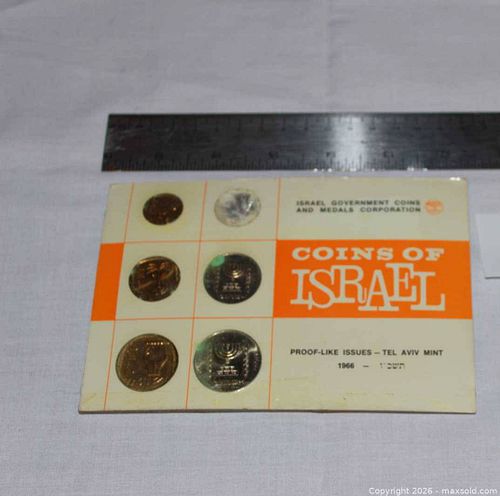 ISRAEL GOVERNMENT COINS
AND MEDALS CORPORATION
COINS OF
ISRAEL
PROOF-LIKE ISSUES – TEL AVIV MINT
1966 – תשכ"ו
Copyright 2026 - maxsold.com